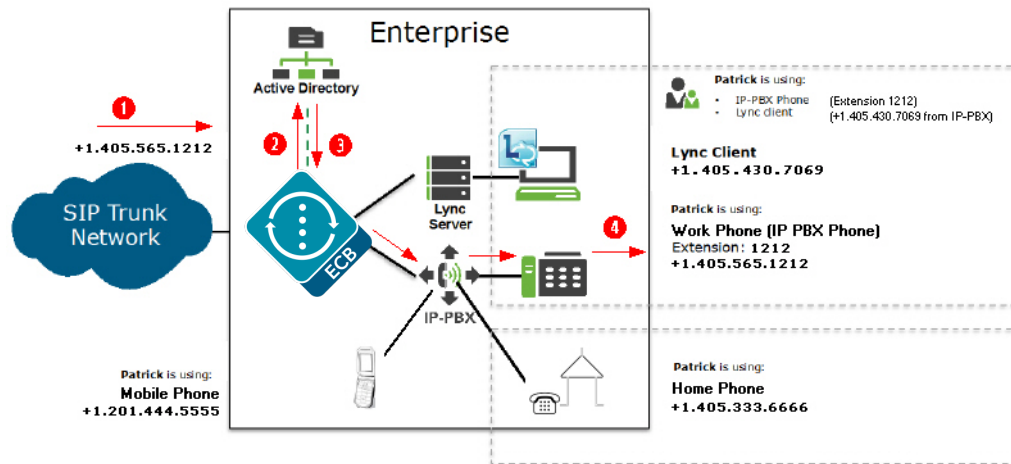 Enterprise
Active Directory
1
+1.405.565.1212
2
3
SIP Trunk
Network
ECB
Lync
Server
L
IP-PBX
4
Patrick is using:
• IP-PBX Phone (Extension 1212)
• Lync client (+1.405.430.7069 from IP-PBX)
Lync Client
+1.405.430.7069
Patrick is using:
Work Phone (IP PBX Phone)
Extension: 1212
+1.405.565.1212
Patrick is using:
Mobile Phone
+1.201.444.5555
Patrick is using:
Home Phone
+1.405.333.6666